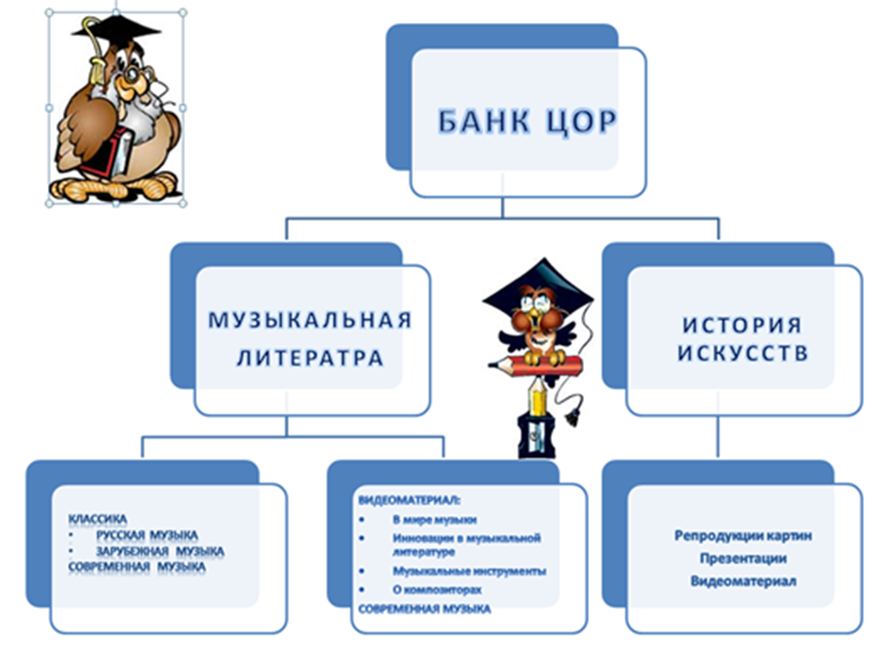 БАНК ЦОР
МУЗЫКАЛЬНАЯ
ЛИТЕРАТРА
ИСТОРИЯ
ИСКУССТВ
КЛАССИКА
• РУССКАЯ МУЗЫКА
• ЗАРУБЕЖНАЯ МУЗЫКА
СОВРЕМЕННАЯ МУЗЫКА
ВИДЕОМАТЕРИАЛ:
• В мире музыки
• Инновации в музыкальной
литературе
• Музыкальные инструменты
• О композиторах
СОВРЕМЕННАЯ МУЗЫКА
Репродукции картин
Презентации
Видеоматериал